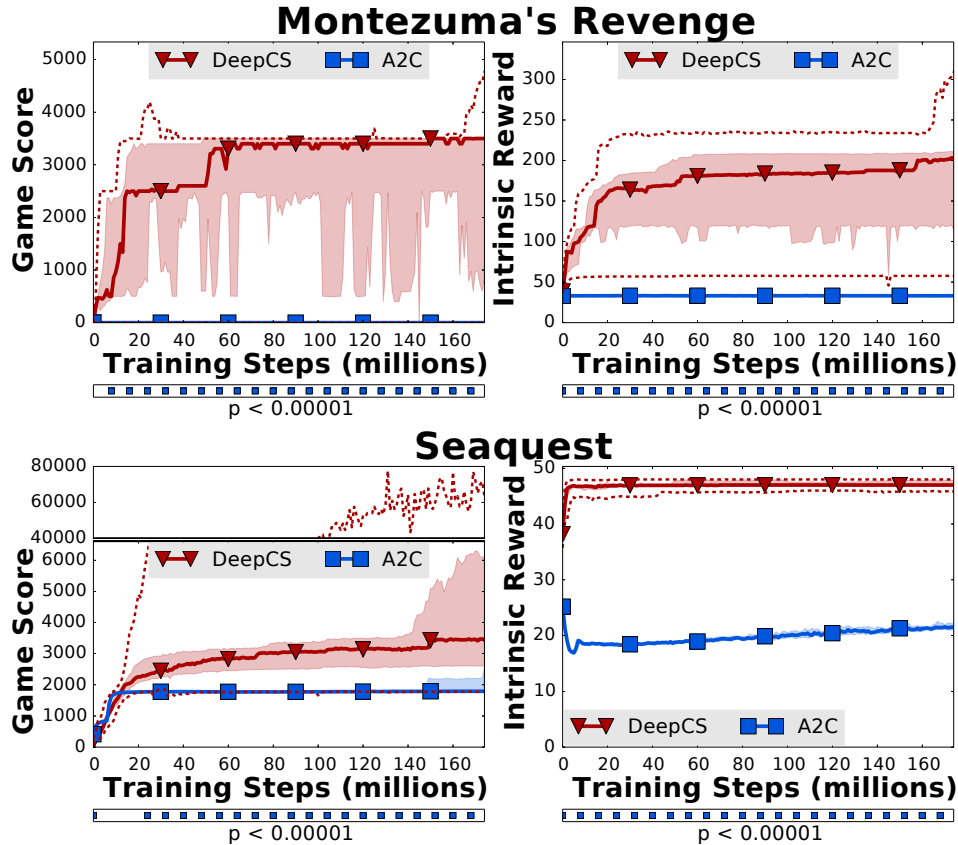 Montezuma's Revenge
Game Score
5000
4000
3000
2000
1000
0
DeepCS A2C
0 20 40 60 80 100 120 140 160
Training Steps (millions)
p < 0.00001
Intrinsic Reward
300
250
200
150
100
50
0
DeepCS A2C
0 20 40 60 80 100 120 140 160
Training Steps (millions)
p < 0.00001
Seaquest
Game Score
80000
60000
40000
6000
5000
4000
3000
2000
1000
0
DeepCS A2C
0 20 40 60 80 100 120 140 160
Training Steps (millions)
p < 0.00001
Intrinsic Reward
50
40
30
20
10
0
DeepCS A2C
0 20 40 60 80 100 120 140 160
Training Steps (millions)
p < 0.00001